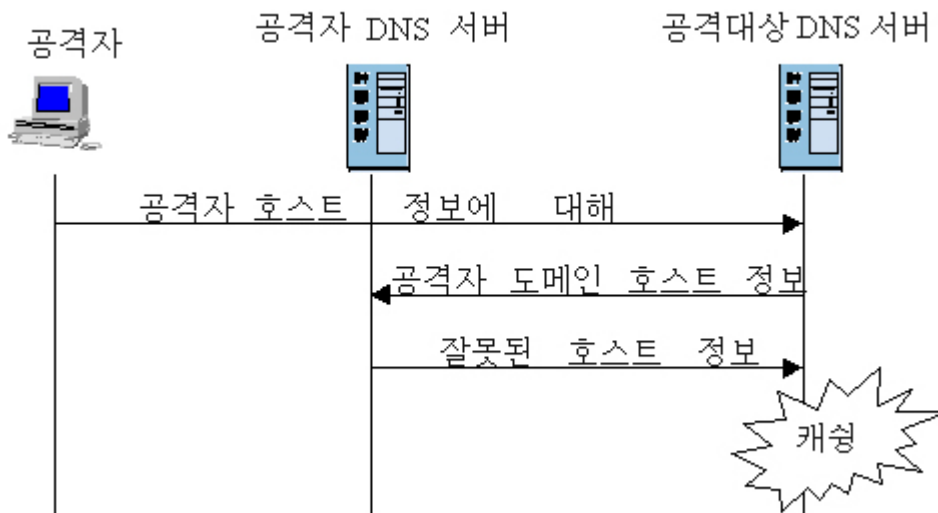 공격자
공격자 DNS 서버
공격대상 DNS 서버
공격자 호스트 정보에 대해
공격자 도메인 호스트 정보
잘못된 호스트 정보
캐슁